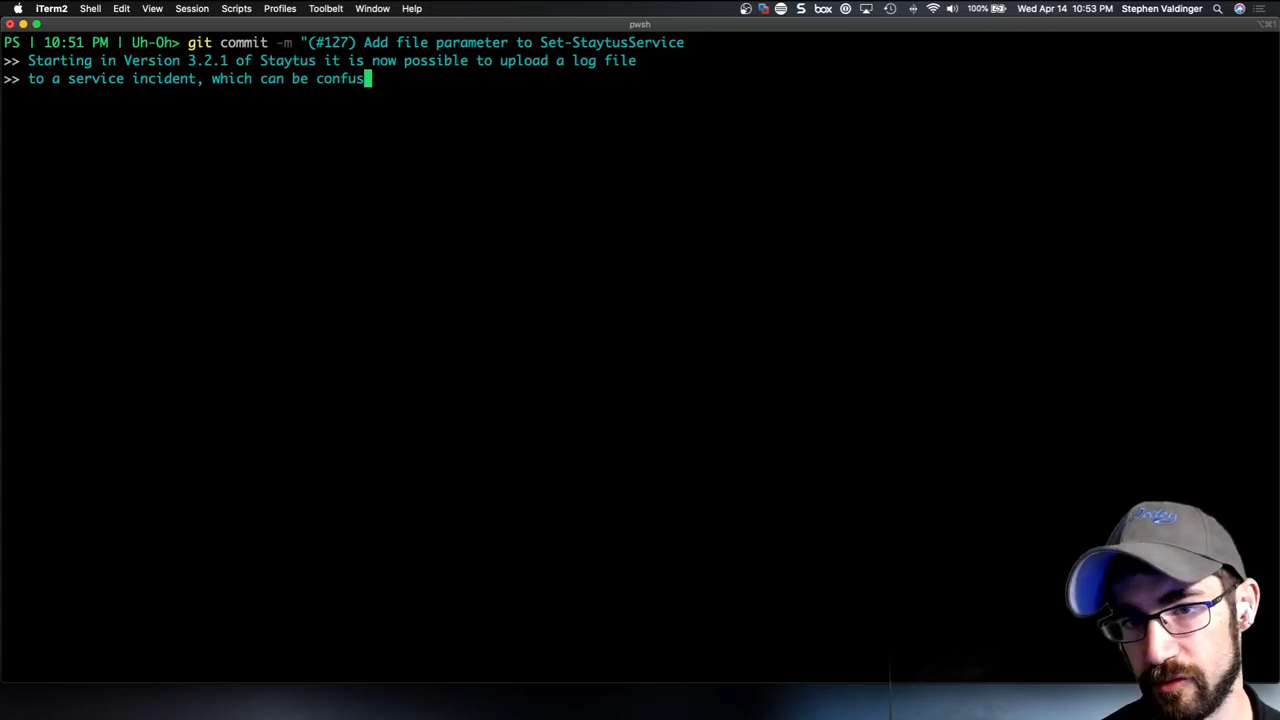 iTerm2 Shell Edit View Session Scripts Profiles Toolbelt Window Help box 100% Wed Apr 14 10:53 PM Stephen Valdinger
pwsh
⌥⌘1
PS | 10:51 PM | Uh-Oh> git commit -m "(#127) Add file parameter to Set-StaytusService
>> Starting in Version 3.2.1 of Staytus it is now possible to upload a log file
>> to a service incident, which can be confus